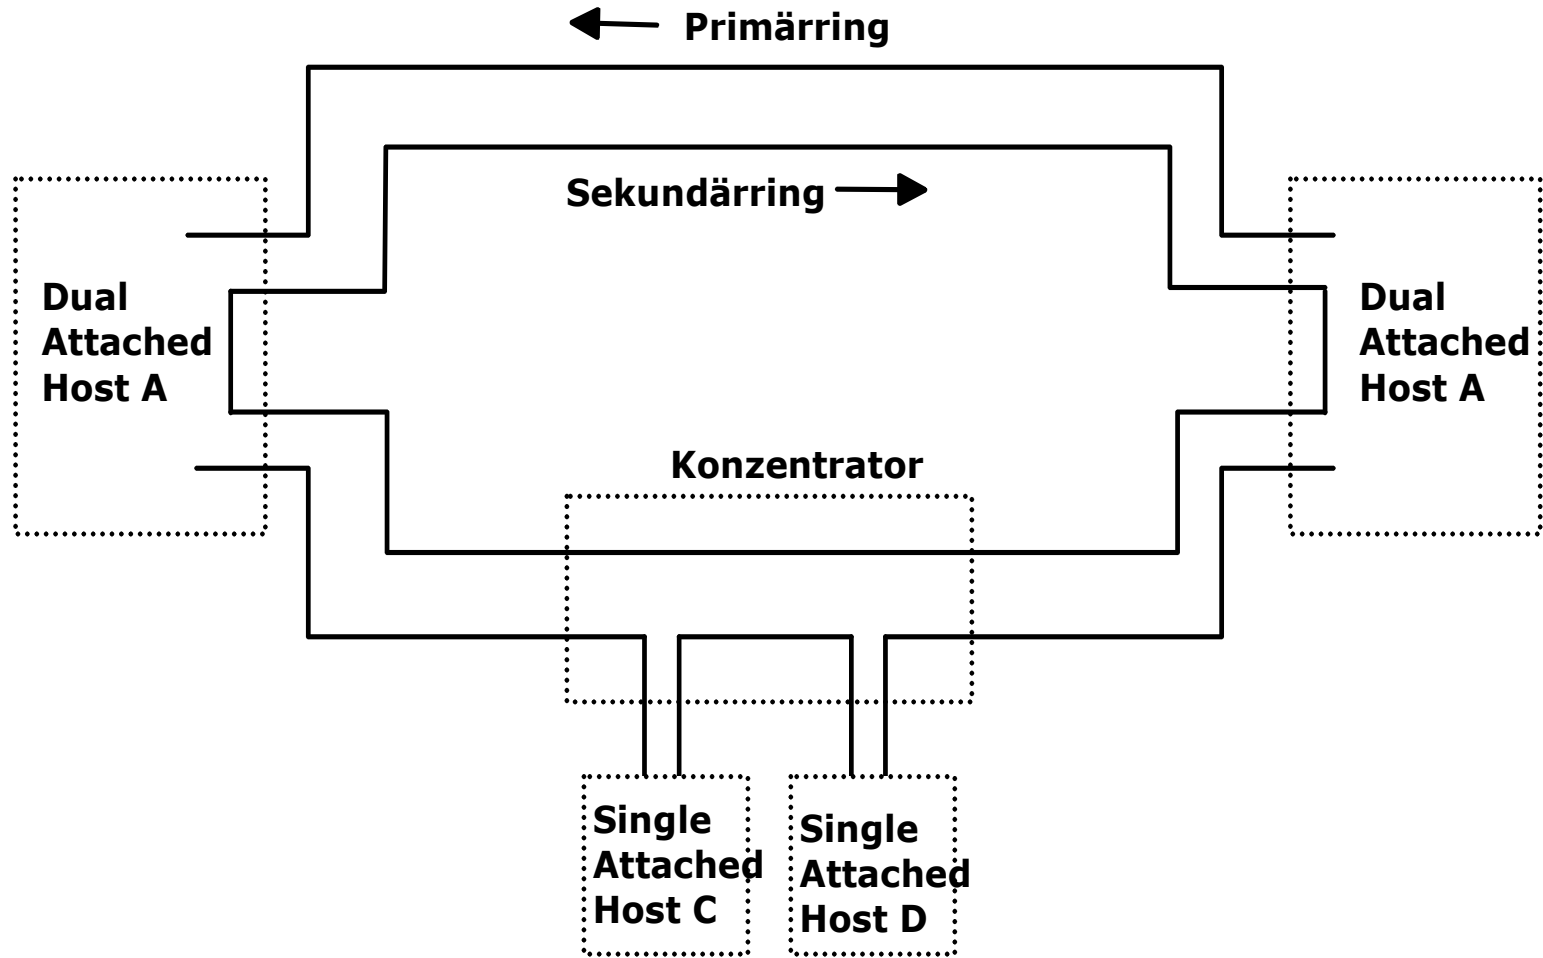 Primärring
Sekundärring
Dual
Attached
Host A
Dual
Attached
Host A
Konzentrator
Single
Attached
Host C
Single
Attached
Host D